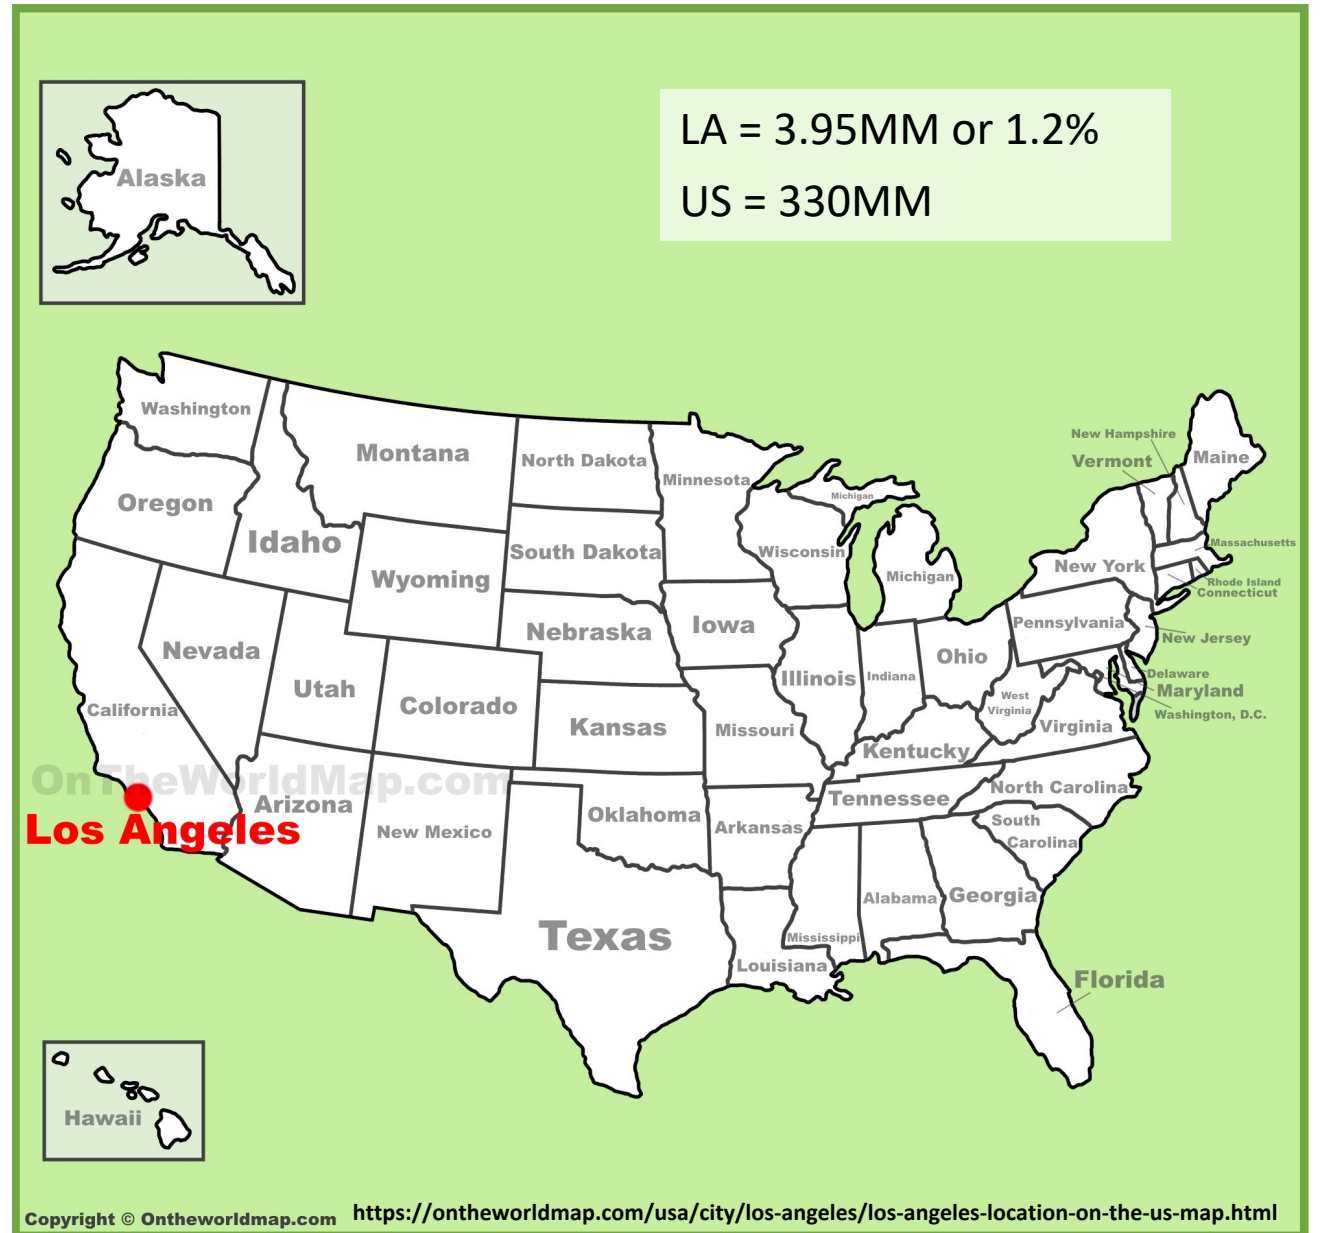 LA = 3.95MM or 1.2%
US = 330MM
Alaska
Washington
Montana
North Dakota
Minnesota
Michigan
New Hampshire
Vermont
Maine
Oregon
Idaho
Wyoming
South Dakota
Wisconsin
Michigan
New York
Massachusetts
Rhode Island
Connecticut
Nevada
Utah
Colorado
Nebraska
Iowa
Illinois
Indiana
Ohio
Pennsylvania
New Jersey
Delaware
Maryland
Washington, D.C.
West
Virginia
Virginia
California
Kansas
Missouri
Kentucky
OnTheWorldMap.com
Los Angeles
Arizona
New Mexico
Oklahoma
Arkansas
Tennessee
North Carolina
South
Carolina
Texas
Louisiana
Mississippi
Alabama
Georgia
Florida
Hawaii
Copyright © Ontheworldmap.com
https://ontheworldmap.com/usa/city/los-angeles/los-angeles-location-on-the-us-map.html